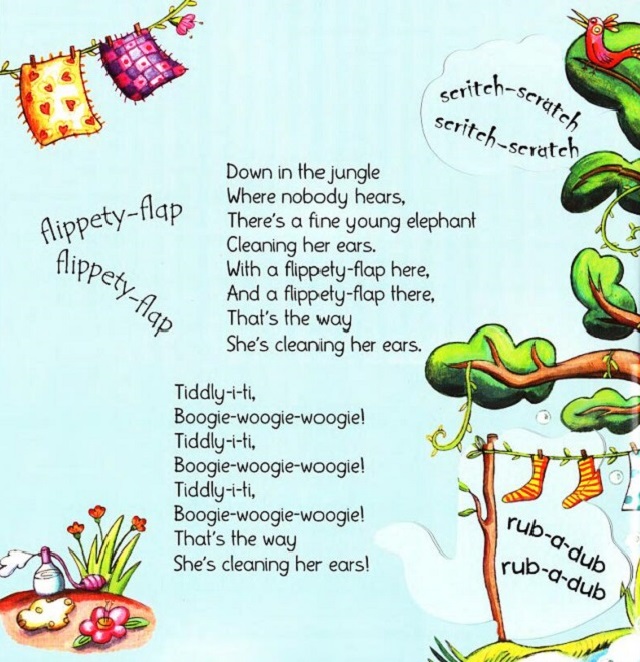 scritch-scratch
scritch-scratch
Down in the jungle
Where nobody hears,
There's a fine young elephant
Cleaning her ears.
With a flippety-flap here,
And a flippety-flap there,
That's the way
She's cleaning her ears.
flippety-flap
flippety-flap
Tiddly-i-ti,
Boogie-woogie-woogie!
Tiddly-i-ti,
Boogie-woogie-woogie!
Tiddly-i-ti,
Boogie-woogie-woogie!
That's the way
She's cleaning her ears!
rub-a-dub
rub-a-dub